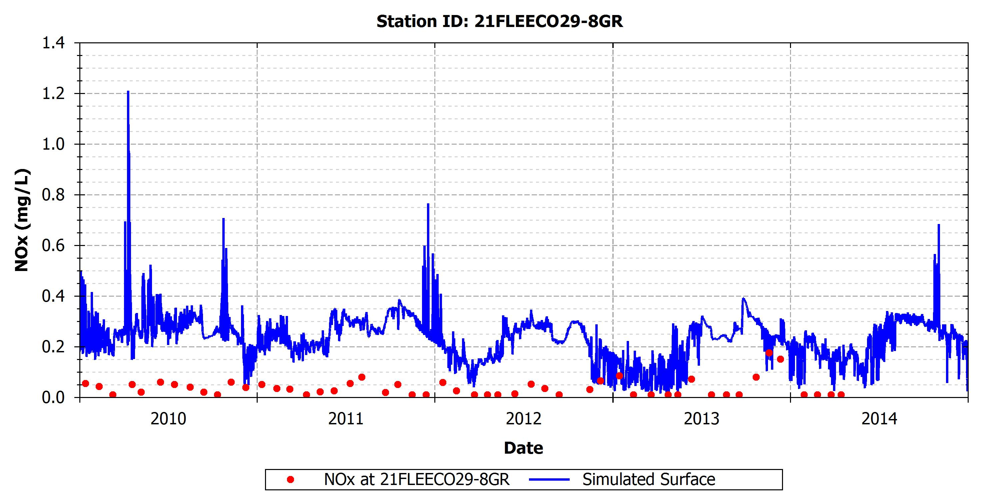 Station ID: 21FLEECO29-8GR
NOx (mg/L)
1.4
1.2
1.0
0.8
0.6
0.4
0.2
0.0
2010 2011 2012 2013 2014
Date
NOx at 21FLEECO29-8GR Simulated Surface